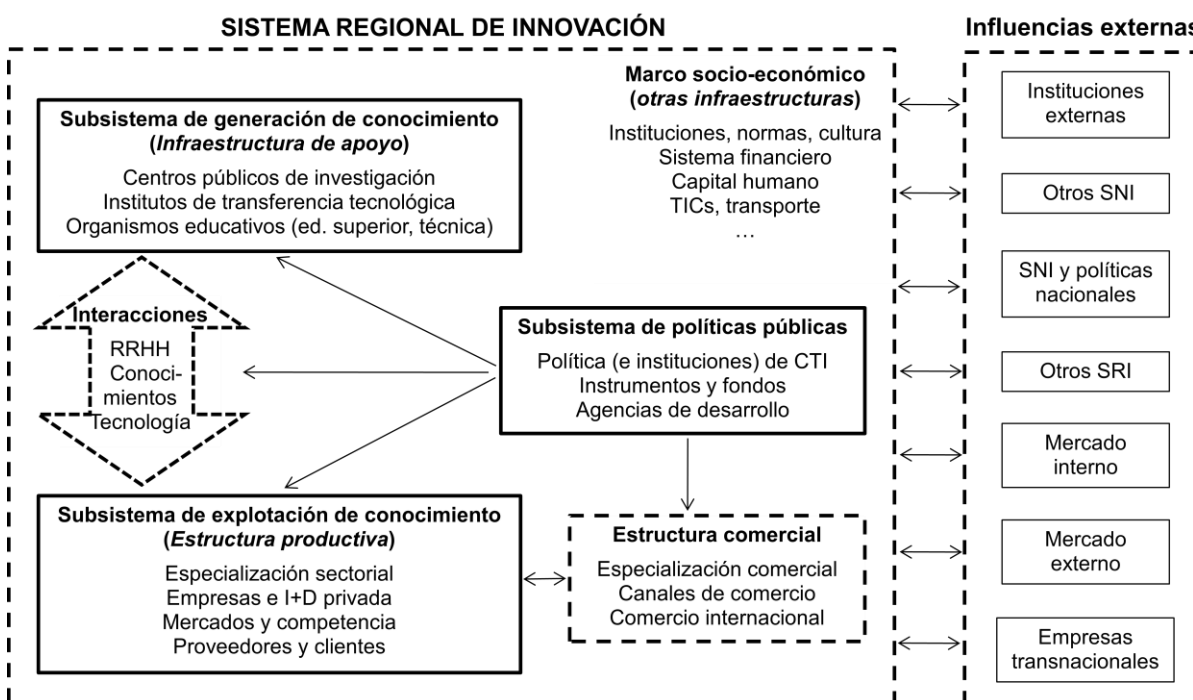 SISTEMA REGIONAL DE INNOVACIÓN
Influencias externas
Marco socio-económico
(otras infraestructuras)
Instituciones, normas, cultura
Sistema financiero
Capital humano
TICs, transporte
…
Subsistema de generación de conocimiento
(Infraestructura de apoyo)
Centros públicos de investigación
Institutos de transferencia tecnológica
Organismos educativos (ed. superior, técnica)
Interacciones
RRHH
Conoci-
mientos
Tecnología
Subsistema de políticas públicas
Política (e instituciones) de CTI
Instrumentos y fondos
Agencias de desarrollo
Subsistema de explotación de conocimiento
(Estructura productiva)
Especialización sectorial
Empresas e I+D privada
Mercados y competencia
Proveedores y clientes
Estructura comercial
Especialización comercial
Canales de comercio
Comercio internacional
Instituciones
externas
Otros SNI
SNI y políticas
nacionales
Otros SRI
Mercado
interno
Mercado
externo
Empresas
transnacionales